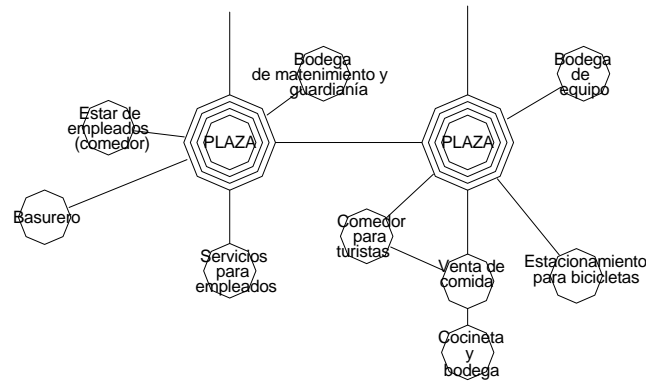 Bodega
de matenimiento y
guardianía
Bodega
de
equipo
Estar de
empleados
(comedor)
PLAZA
PLAZA
Basurero
Servicios
para
empleados
Comedor
para
turistas
Venta de
comida
Estacionamiento
para bicicletas
Cocineta
y
bodega